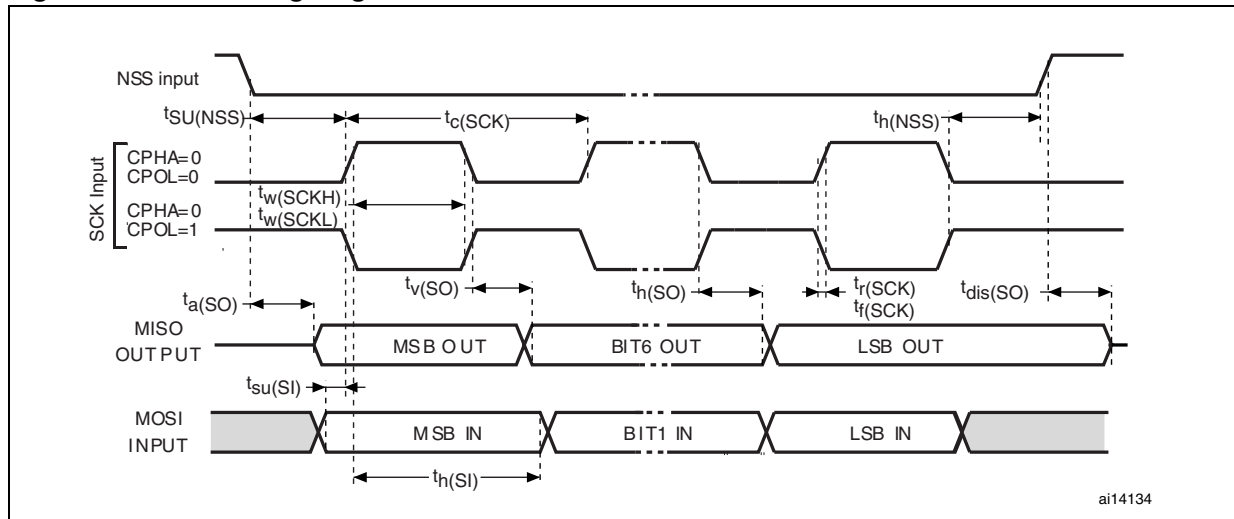 NSS input
tSU(NSS)
tc(SCK)
th(NSS)
SCK Input
CPHA=0
CPOL=0
tw(SCKH)
tw(SCKL)
CPHA=0
CPOL=1
ta(SO)
tv(SO)
th(SO)
tr(SCK)
tf(SCK)
tdis(SO)
MISO
OUTPUT
MSB OUT
BIT6 OUT
LSB OUT
tsu(SI)
MOSI
INPUT
MSB IN
BIT1 IN
LSB IN
th(SI)
ai14134